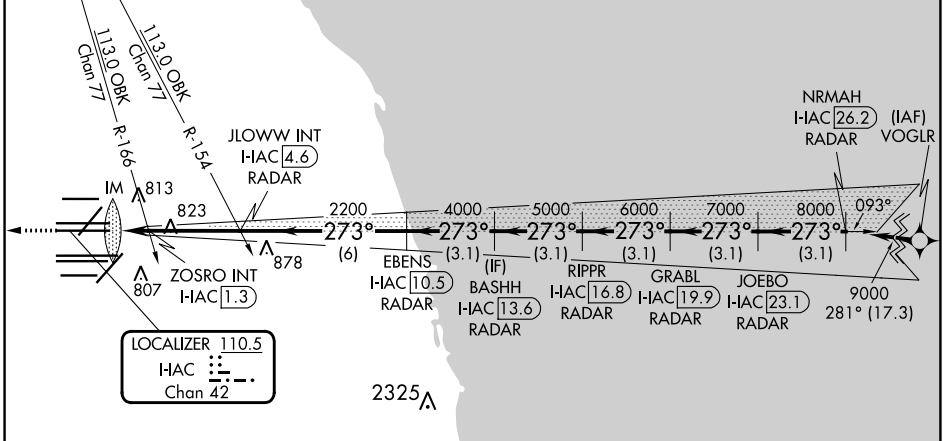 113.0 OBK
Chan 77
R-166
113.0 OBK
Chan 77
R-154
JLOWW INT
I-IAC 4.6
RADAR
NRMAH
I-IAC 26.2
RADAR
(IAF)
VOGLR
IM
813
823
807
878
2200
273°
(6)
4000
273°
(3.1)
5000
273°
(3.1)
6000
273°
(3.1)
7000
273°
(3.1)
8000
273°
(3.1)
093°
ZOSRO INT
I-IAC 1.3
EBENS
I-IAC 10.5
RADAR
(IF)
BASHH
I-IAC 13.6
RADAR
RIPPR
I-IAC 16.8
RADAR
GRABL
I-IAC 19.9
RADAR
JOEBO
I-IAC 23.1
RADAR
9000
281° (17.3)
LOCALIZER 110.5
I-IAC
Chan 42
2325